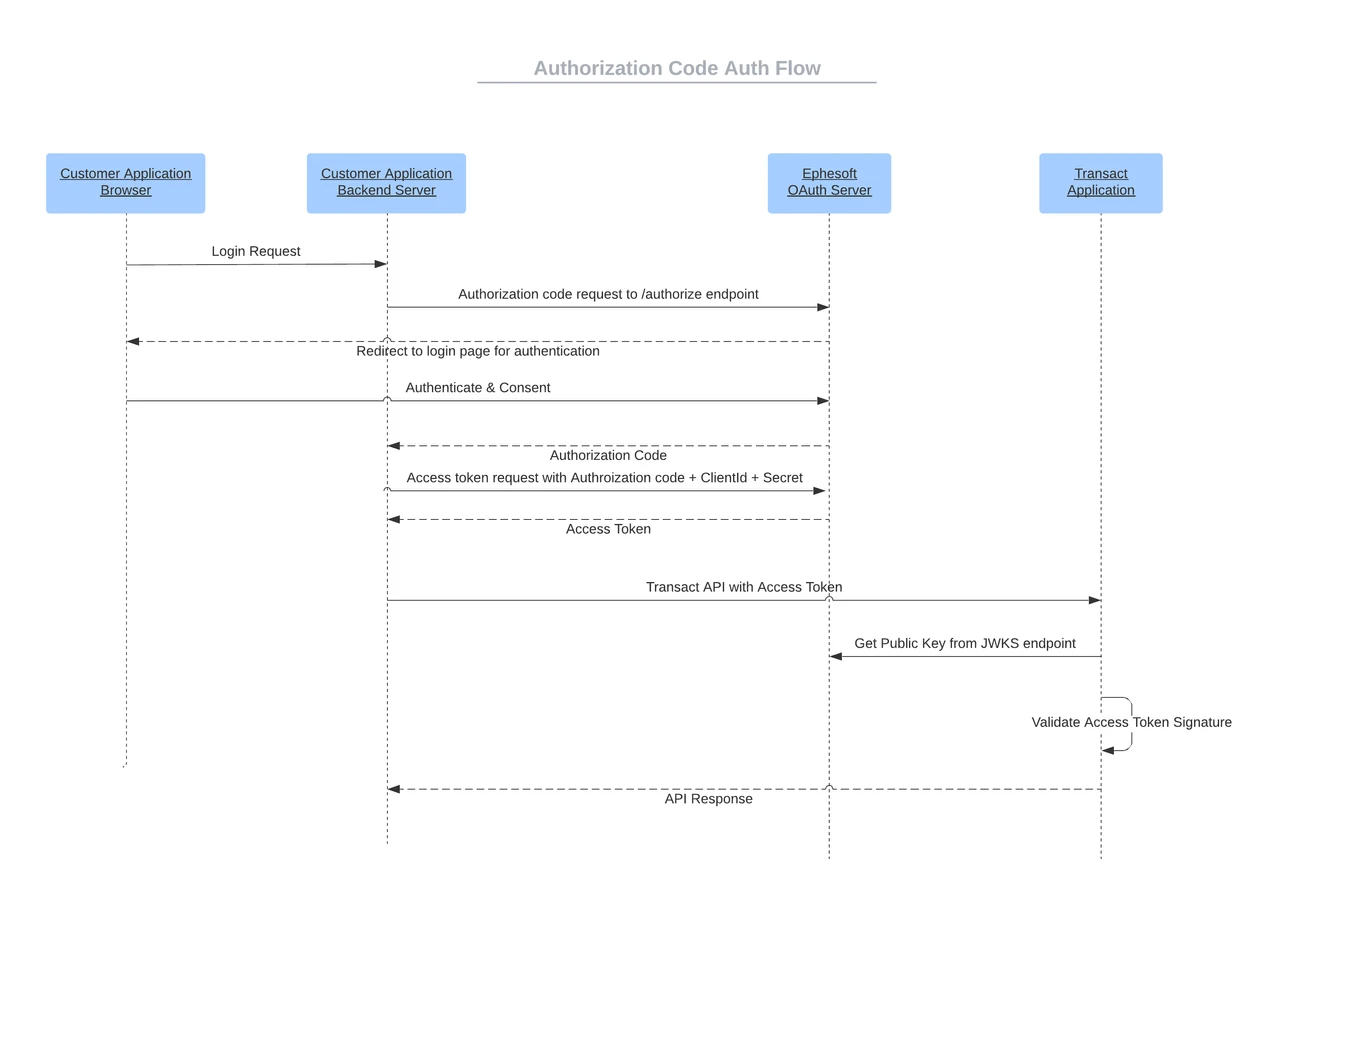 Authorization Code Auth Flow
Customer Application
Browser
Customer Application
Backend Server
Ephesoft
OAuth Server
Transact
Application
Login Request
Authorization code request to /authorize endpoint
Redirect to login page for authentication
Authenticate & Consent
Authorization Code
Access token request with Authroization code + ClientId + Secret
Access Token
Transact API with Access Token
Get Public Key from JWKS endpoint
Validate Access Token Signature
API Response